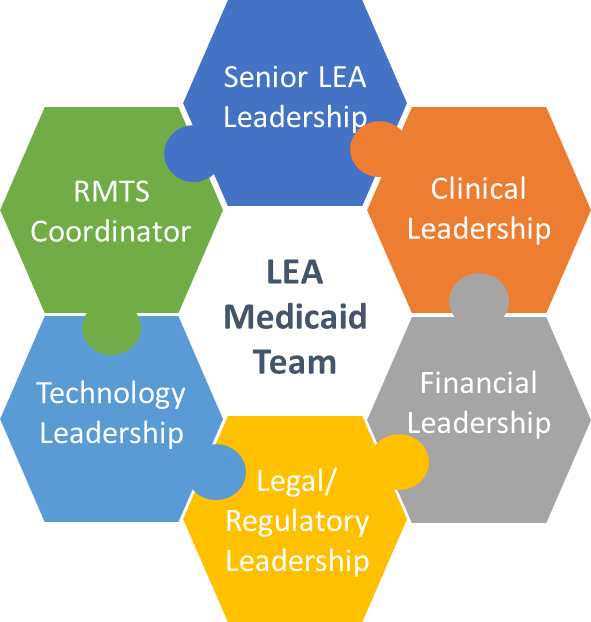 Senior LEA
Leadership
RMTS
Coordinator
Clinical
Leadership
LEA
Medicaid
Team
Technology
Leadership
Financial
Leadership
Legal/
Regulatory
Leadership